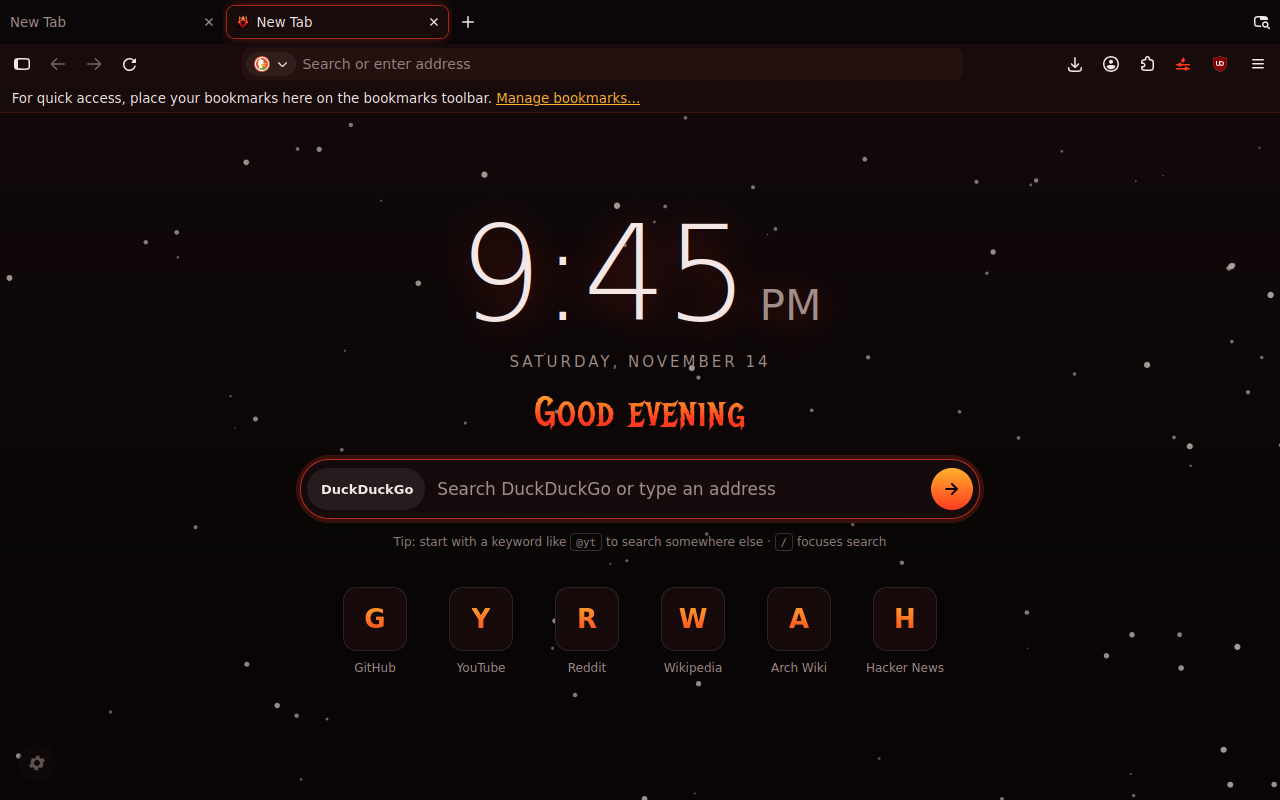 New Tab
New Tab
Search or enter address
For quick access, place your bookmarks here on the bookmarks toolbar. Manage bookmarks...
9:45 PM
SATURDAY, NOVEMBER 14
Good evening
DuckDuckGo Search DuckDuckGo or type an address
Tip: start with a keyword like @yt to search somewhere else · / focuses search
G Y R W A H
GitHub YouTube Reddit Wikipedia Arch Wiki Hacker News